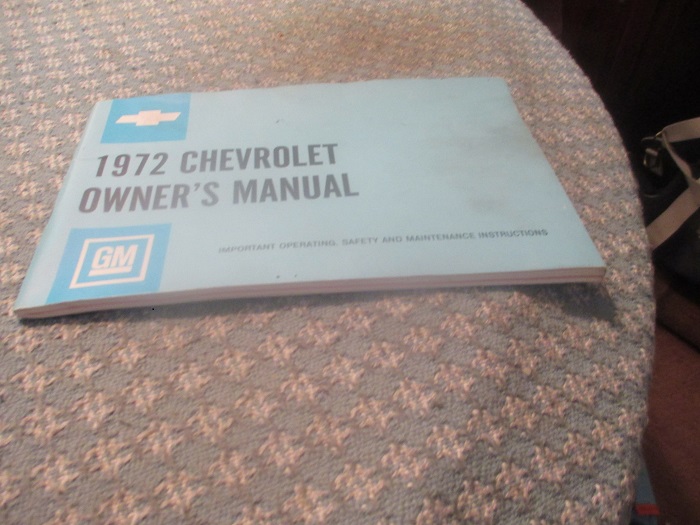 1972 CHEVROLET
OWNER'S MANUAL
GM
IMPORTANT OPERATING, SAFETY AND MAINTENANCE INSTRUCTIONS